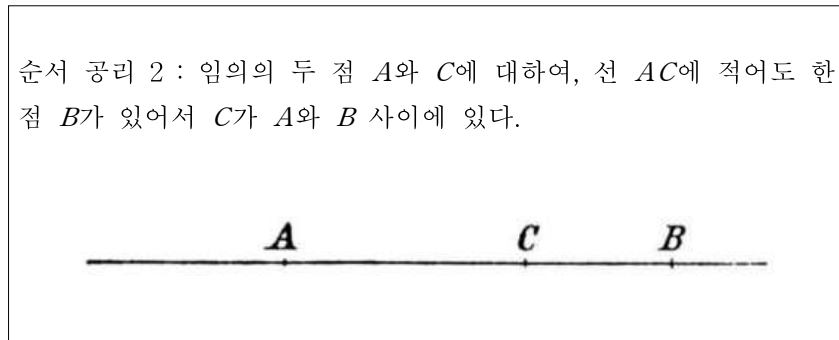 순서 공리 2 : 임의의 두 점 A와 C에 대하여, 선 AC에 적어도 한
점 B가 있어서 C가 A와 B 사이에 있다.
A C B